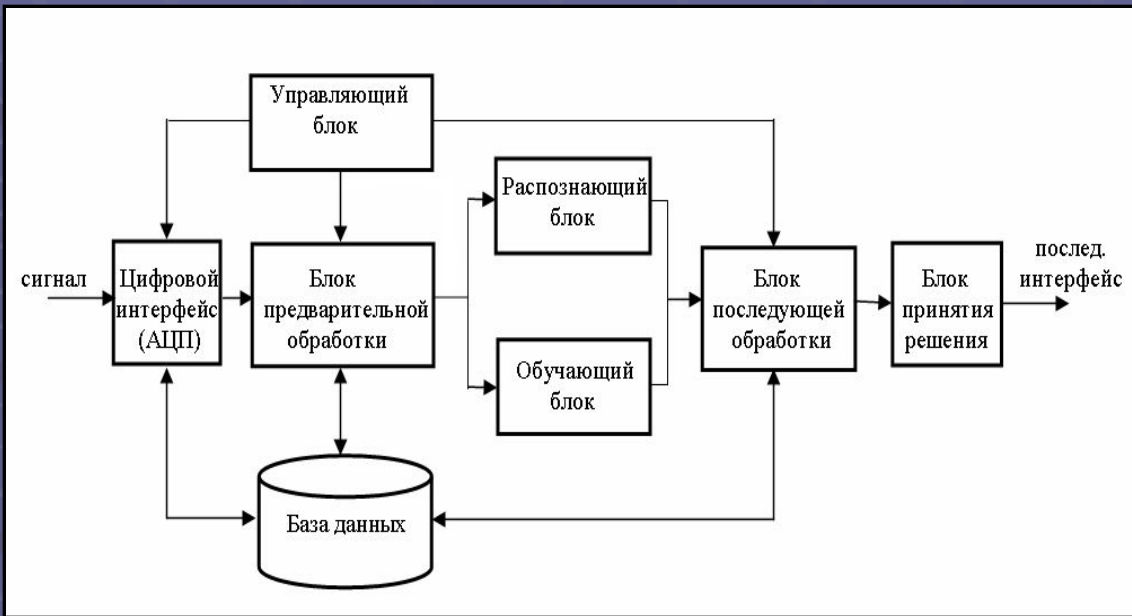 Управляющий
блок
Распознающий
блок
сигнал
Цифровой
интерфейс
(АЦП)
Блок
предварительной
обработки
Обучающий
блок
Блок
последующей
обработки
Блок
принятия
решения
послед.
интерфейс
База данных